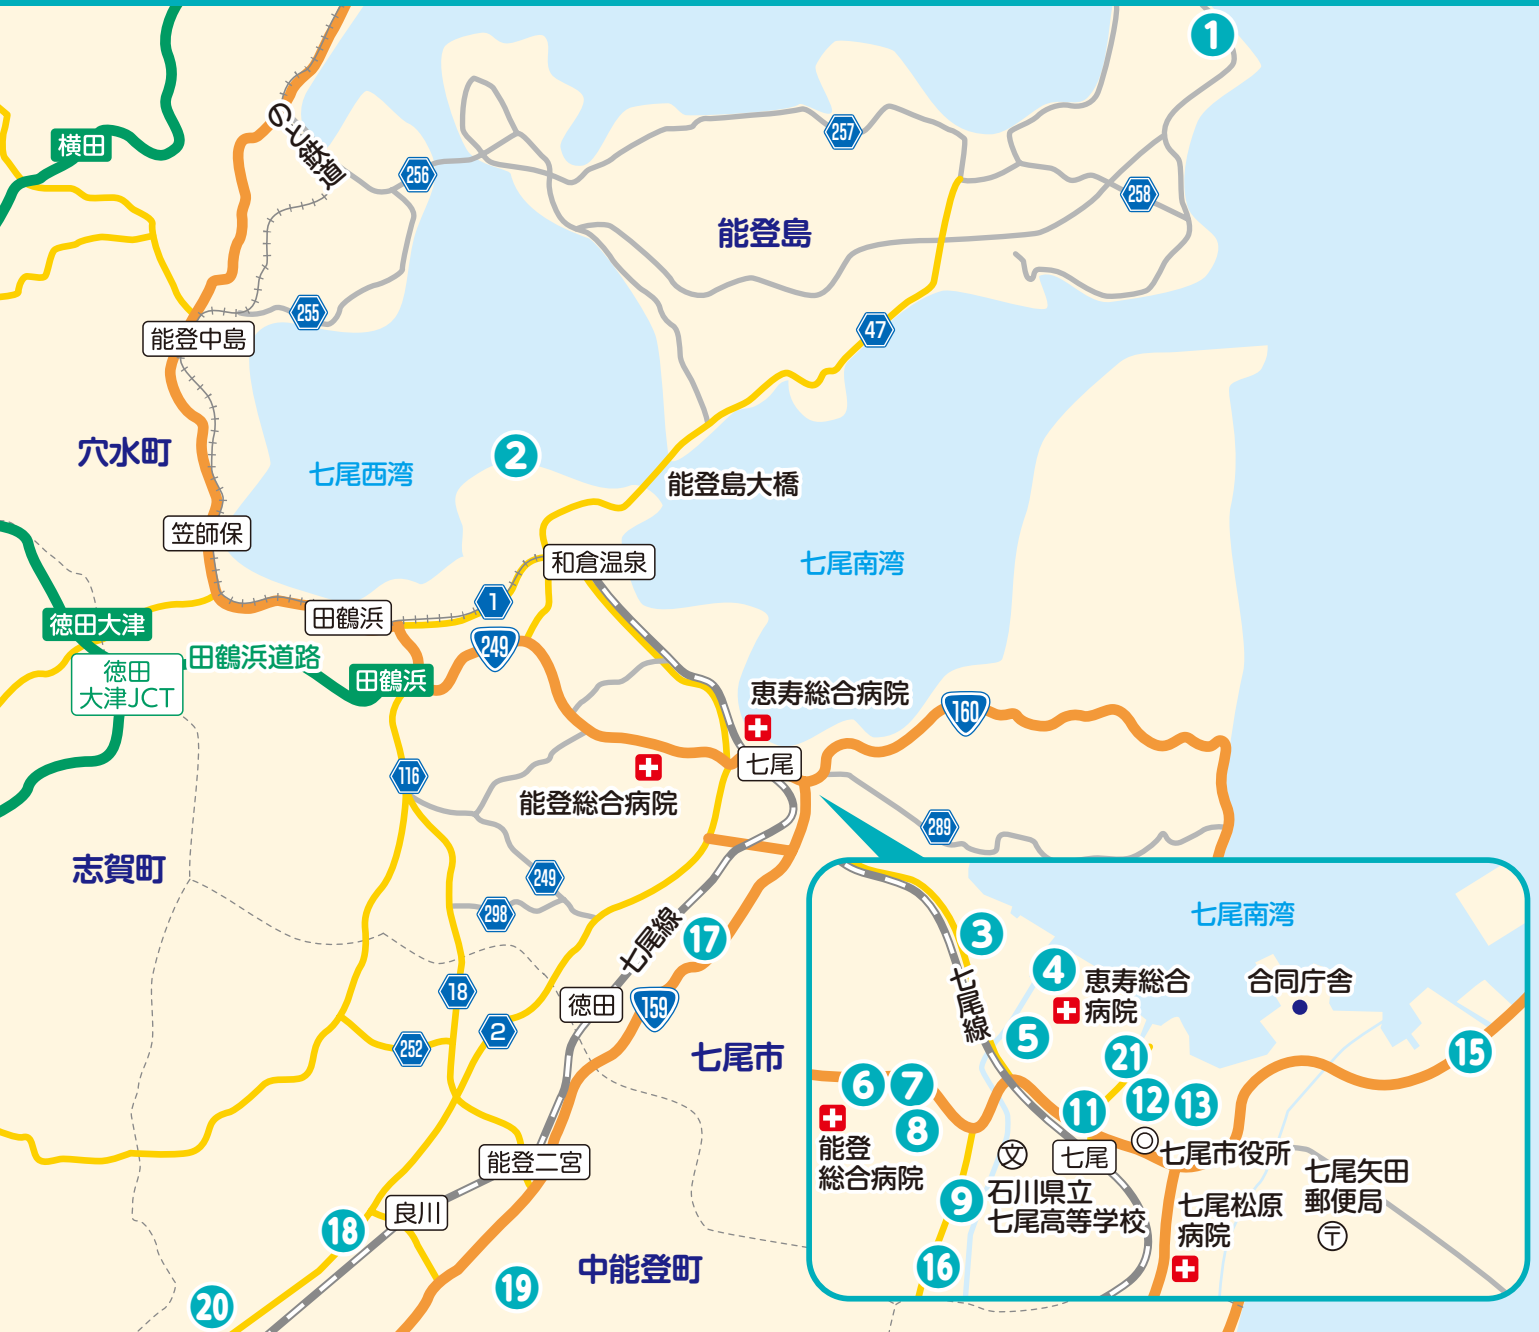 1
横田
のと鉄道
256
257
258
能登島
255
47
能登中島
穴水町
七尾西湾
2
能登島大橋
笠師保
和倉温泉
七尾南湾
1
田鶴浜
徳田大津
249
田鶴浜道路
徳田
大津JCT
田鶴浜
恵寿総合病院
160
七尾
116
能登総合病院
289
志賀町
249
298
七尾線
17
18
徳田
159
2
252
七尾市
能登二宮
良川
18
中能登町
19
20
七尾南湾
3
七尾線
4
恵寿総合
病院
合同庁舎
5
21
15
6
7
8
11
12
13
能登
総合病院
文
七尾
七尾市役所
9
石川県立
七尾高等学校
七尾松原
病院
七尾矢田
郵便局
〒
16